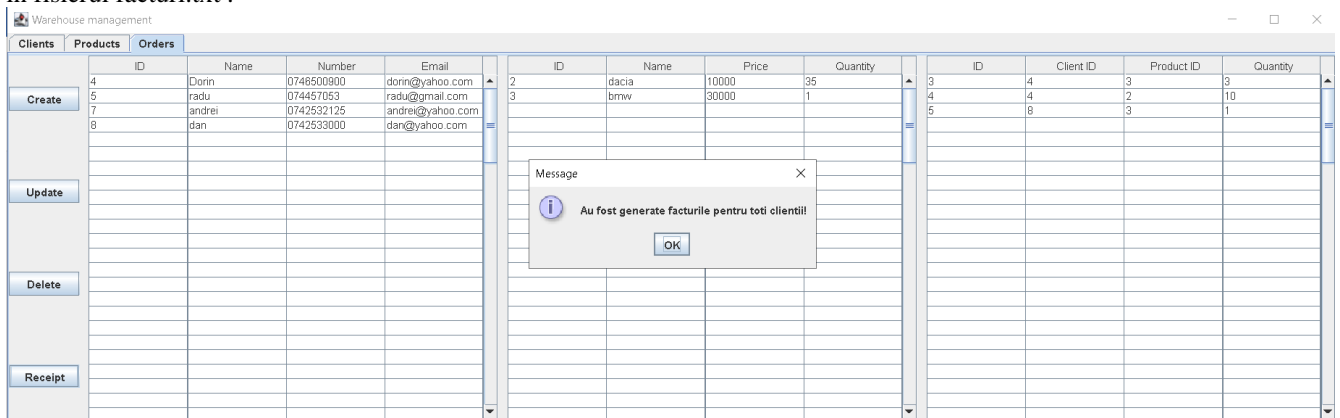 in fisierul facturi.txt .
Warehouse management
Clients Products Orders
ID Name Number Email ID Name Price Quantity ID Client ID Product ID Quantity
4 Dorin 0746500900 dorin@yahoo.com 2 dacia 10000 35 3 4 3 3
Create 5 radu 074457053 radu@gmail.com 3 bmw 30000 1 4 4 2 10
7 andrei 0742532125 andrei@yahoo.com 5 8 3 1
8 dan 0742533000 dan@yahoo.com
Message
Update
Au fost generate facturile pentru toti clientii!
OK
Delete
Receipt